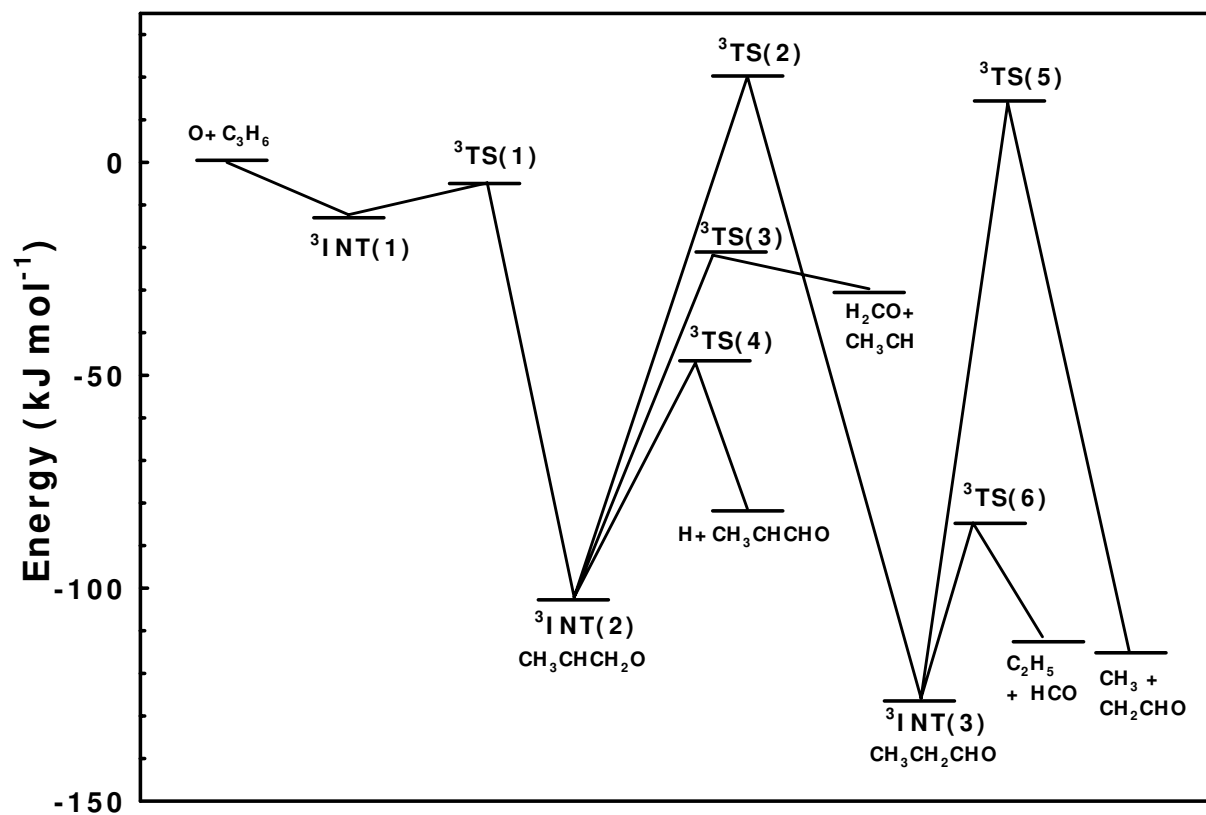 ³TS(2)
³TS(5)
O+ C₃H₆
³TS(1)
0
³INT(1)
³TS(3)
H₂CO+
CH₃CH
³TS(4)
-50
Energy (kJ mol⁻¹)
³TS(6)
H+ CH₃CHCHO
-100
³INT(2)
CH₃CHCH₂O
C₂H₅
+ HCO
CH₃ +
CH₂CHO
³INT(3)
CH₃CH₂CHO
-150